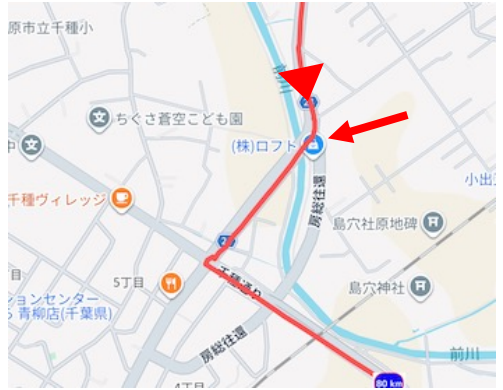 原市立千種小
前川
ちぐさ蒼空こども園
(株)ロフト
中
小出
千種ヴィレッジ
房総往還
島穴社原地碑
5丁目
千種通り
島穴神社
ションセンター
青柳店(千葉県)
房総往還
前川
4丁目
80 km